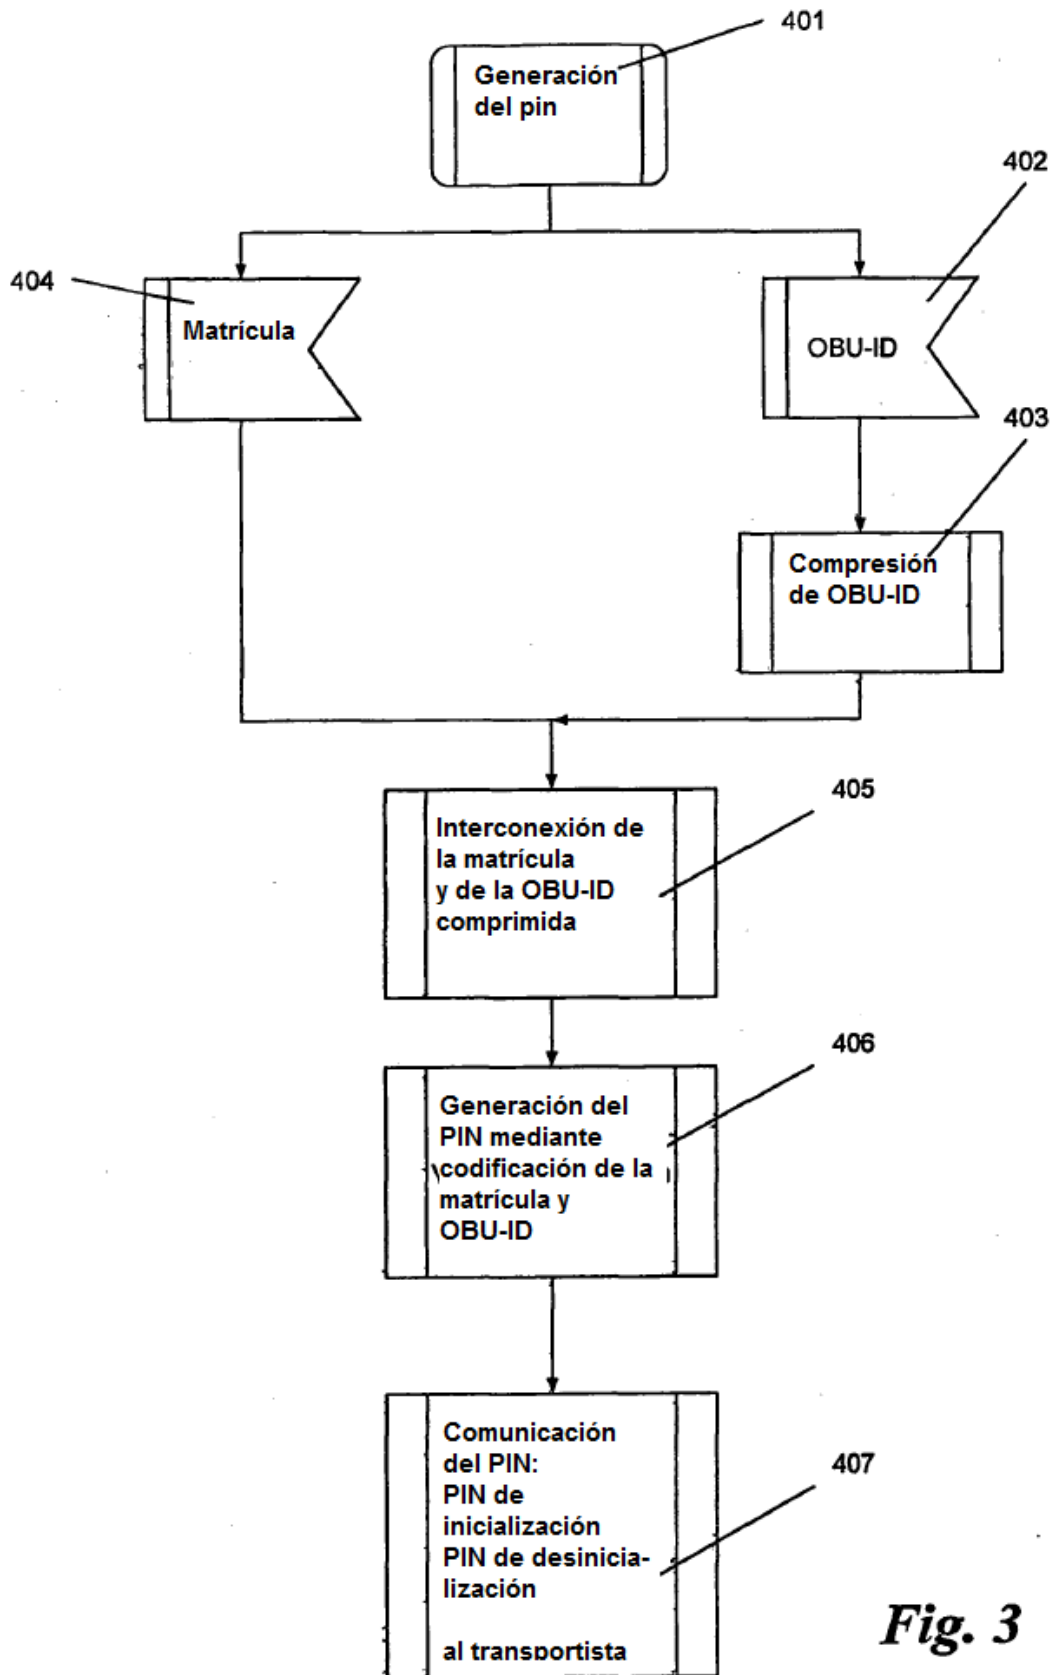 401
Generación
del pin
402
404
Matrícula
OBU-ID
403
Compresión
de OBU-ID
405
Interconexión de
la matrícula
y de la OBU-ID
comprimida
406
Generación del
PIN mediante
codificación de la
matrícula y
OBU-ID
Comunicación
del PIN:
407
PIN de
inicialización
PIN de desinicia-
lización
al transportista
Fig. 3